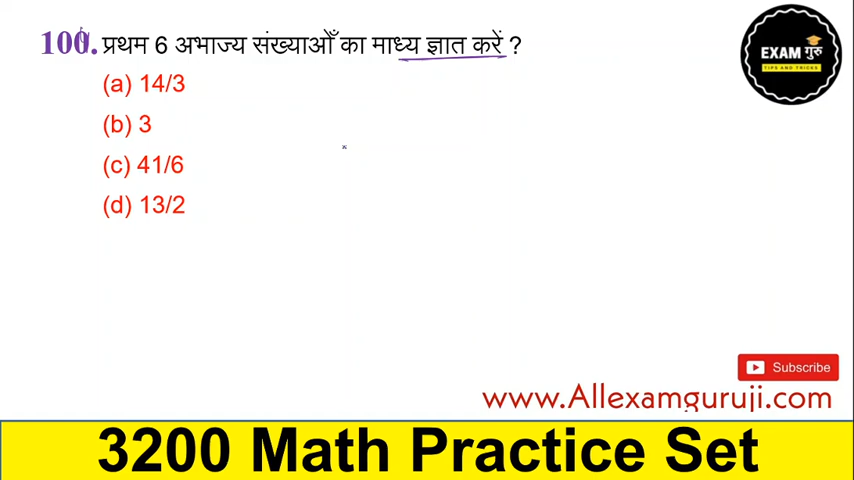 100. प्रथम 6 अभाज्य संख्याओँ का माध्य ज्ञात करें ?
(a) 14/3
(b) 3
(c) 41/6
(d) 13/2
EXAM गुरु
TIPS AND TRICKS
Subscribe
www.Allexamguruji.com
3200 Math Practice Set